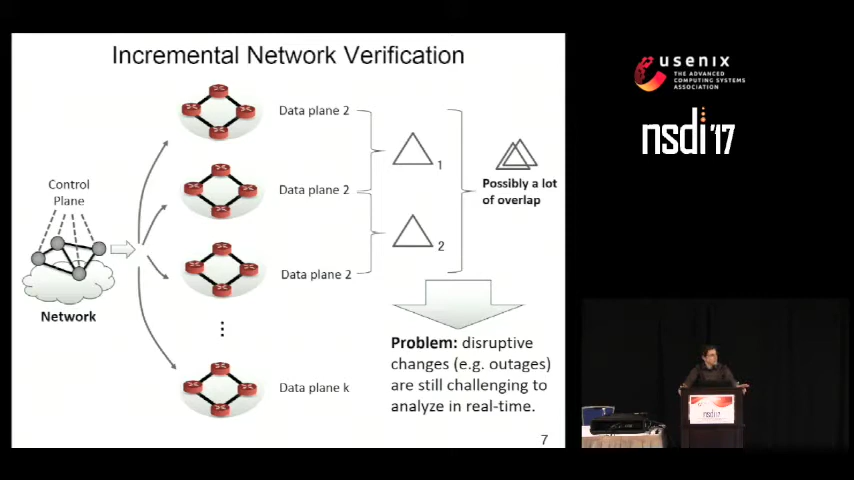 Incremental Network Verification
Control
Plane
Network
Data plane 2
Data plane 2
Data plane 2
⋮
Data plane k
1
2
Possibly a lot
of overlap
Problem: disruptive
changes (e.g. outages)
are still challenging to
analyze in real-time.
7
usenix
THE ADVANCED
COMPUTING SYSTEMS
ASSOCIATION
nsdi '17
nsdi'17